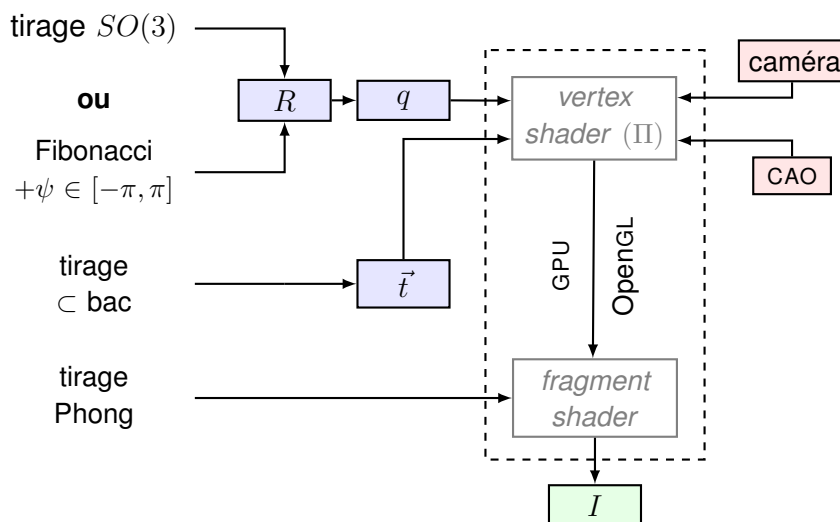 tirage SO(3)
ou
Fibonacci
+ψ ∈ [−π, π]
R
q
vertex
shader (Π)
caméra
CAO
tirage
⊂ bac
t⃗
GPU
OpenGL
tirage
Phong
fragment
shader
I